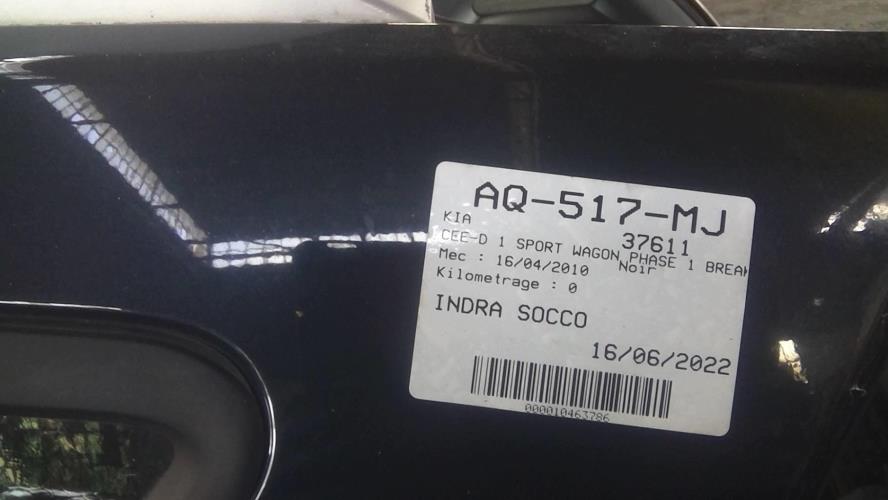 AQ-517-MJ
KIA 37611
CEE-D 1 SPORT WAGON PHASE 1 BREAK
Mec : 16/04/2010 Noir
Kilometrage : 0
INDRA SOCCO
16/06/2022
000010463786